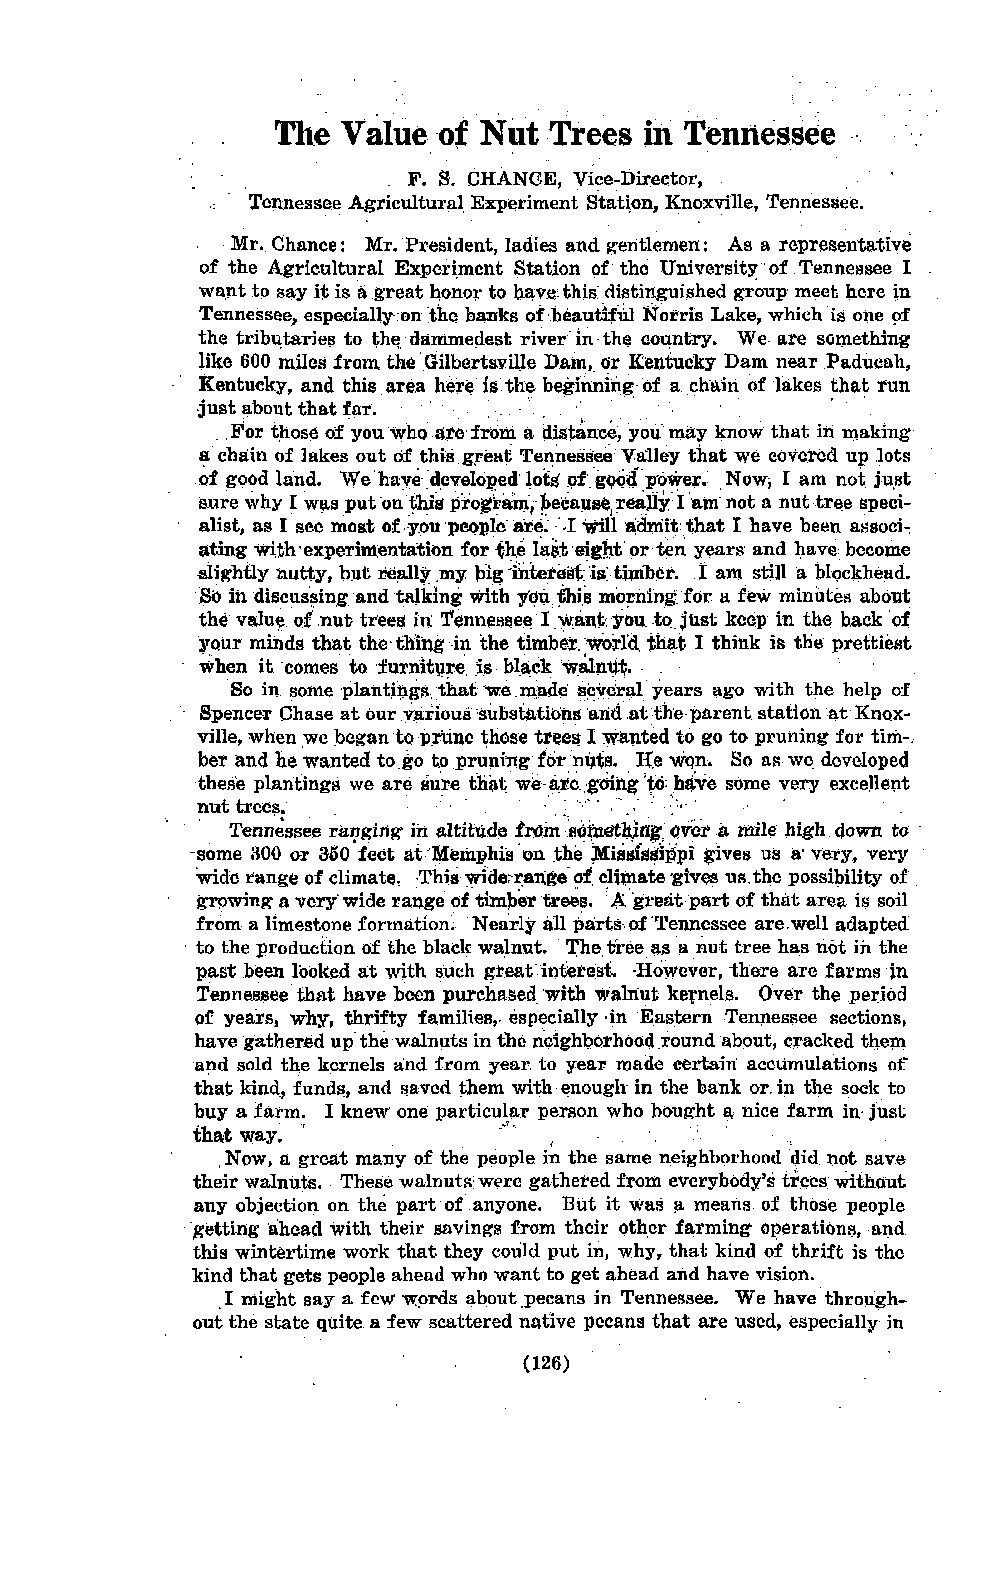 The Value of Nut Trees in Tennessee
F. S. CHANCE, Vice-Director,
Tennessee Agricultural Experiment Station, Knoxville, Tennessee.
Mr. Chance: Mr. President, ladies and gentlemen: As a representative
of the Agricultural Experiment Station of the University of Tennessee I
want to say it is a great honor to have this distinguished group meet here in
Tennessee, especially on the banks of beautiful Norris Lake, which is one of
the tributaries to the dammedest river in the country. We are something
like 600 miles from the Gilbertsville Dam, or Kentucky Dam near Paducah,
Kentucky, and this area here is the beginning of a chain of lakes that run
just about that far.
For those of you who are from a distance, you may know that in making
a chain of lakes out of this great Tennessee Valley that we covered up lots
of good land. We have developed lots of good power. Now, I am not just
sure why I was put on this program, because really I am not a nut tree speci-
alist, as I see most of you people are. I will admit that I have been associ-
ating with experimentation for the last eight or ten years and have become
slightly nutty, but really my big interest is timber. I am still a blockhead.
So in discussing and talking with you this morning for a few minutes about
the value of nut trees in Tennessee I want you to just keep in the back of
your minds that the thing in the timber world that I think is the prettiest
when it comes to furniture is black walnut.
So in some plantings that we made several years ago with the help of
Spencer Chase at our various substations and at the parent station at Knox-
ville, when we began to prune those trees I wanted to go to pruning for tim-
ber and he wanted to go to pruning for nuts. He won. So as we developed
these plantings we are sure that we are going to have some very excellent
nut trees.
Tennessee ranging in altitude from something over a mile high down to
some 300 or 350 feet at Memphis on the Mississippi gives us a very, very
wide range of climate. This wide range of climate gives us the possibility of
growing a very wide range of timber trees. A great part of that area is soil
from a limestone formation. Nearly all parts of Tennessee are well adapted
to the production of the black walnut. The tree as a nut tree has not in the
past been looked at with such great interest. However, there are farms in
Tennessee that have been purchased with walnut kernels. Over the period
of years, why, thrifty families, especially in Eastern Tennessee sections,
have gathered up the walnuts in the neighborhood round about, cracked them
and sold the kernels and from year to year made certain accumulations of
that kind, funds, and saved them with enough in the bank or in the sock to
buy a farm. I knew one particular person who bought a nice farm in just
that way.
Now, a great many of the people in the same neighborhood did not save
their walnuts. These walnuts were gathered from everybody's trees without
any objection on the part of anyone. But it was a means of those people
getting ahead with their savings from their other farming operations, and
this wintertime work that they could put in, why, that kind of thrift is the
kind that gets people ahead who want to get ahead and have vision.
I might say a few words about pecans in Tennessee. We have through-
out the state quite a few scattered native pecans that are used, especially in
(126)